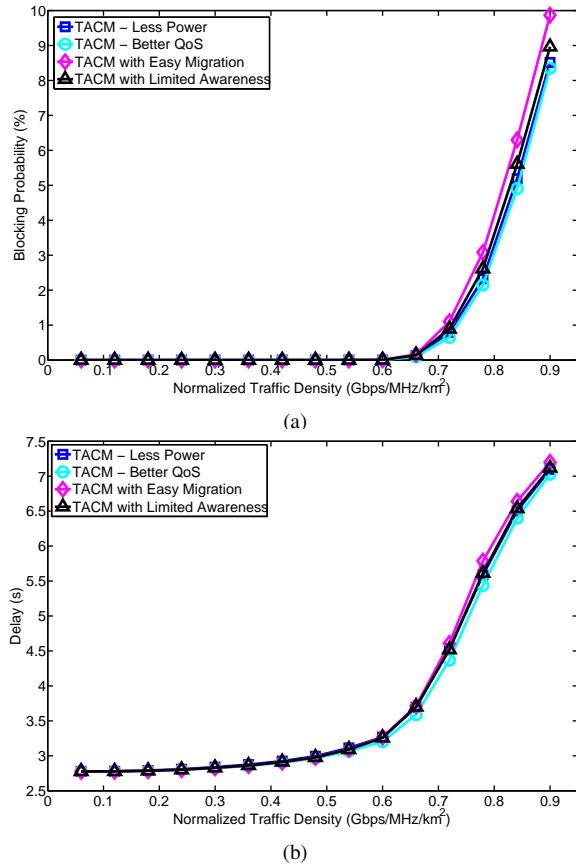 10
9
8
7
6
5
4
3
2
1
0
Blocking Probability (%)
TACM – Less Power
TACM – Better QoS
TACM with Easy Migration
TACM with Limited Awareness
0 0.1 0.2 0.3 0.4 0.5 0.6 0.7 0.8 0.9
Normalized Traffic Density (Gbps/MHz/km²)
(a)
7.5
7
6.5
6
5.5
5
4.5
4
3.5
3
2.5
Delay (s)
TACM – Less Power
TACM – Better QoS
TACM with Easy Migration
TACM with Limited Awareness
0 0.1 0.2 0.3 0.4 0.5 0.6 0.7 0.8 0.9
Normalized Traffic Density (Gbps/MHz/km²)
(b)